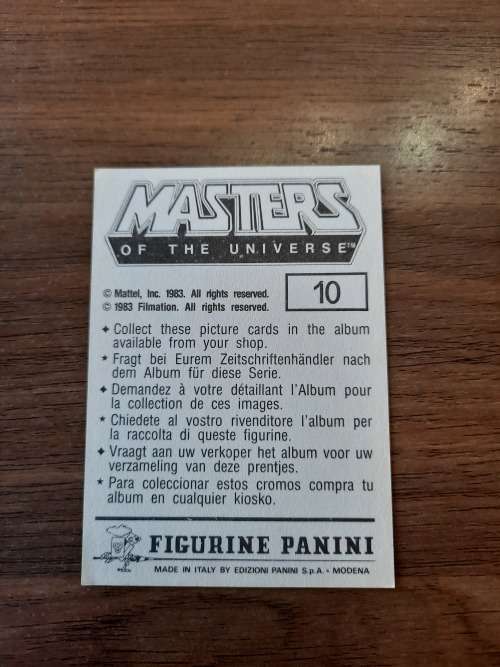 MASTERS
OF THE UNIVERSE™
© Mattel, Inc. 1983. All rights reserved.
© 1983 Filmation. All rights reserved.
10
✦ Collect these picture cards in the album
available from your shop.
★ Fragt bei Eurem Zeitschriftenhändler nach
dem Album für diese Serie.
✦ Demandez à votre détaillant l'Album pour
la collection de ces images.
★ Chiedete al vostro rivenditore l'album per
la raccolta di queste figurine.
✦ Vraagt aan uw verkoper het album voor uw
verzameling van deze prentjes.
★ Para coleccionar estos cromos compra tu
album en cualquier kiosko.
FIGURINE PANINI
MADE IN ITALY BY EDIZIONI PANINI S.p.A. - MODENA